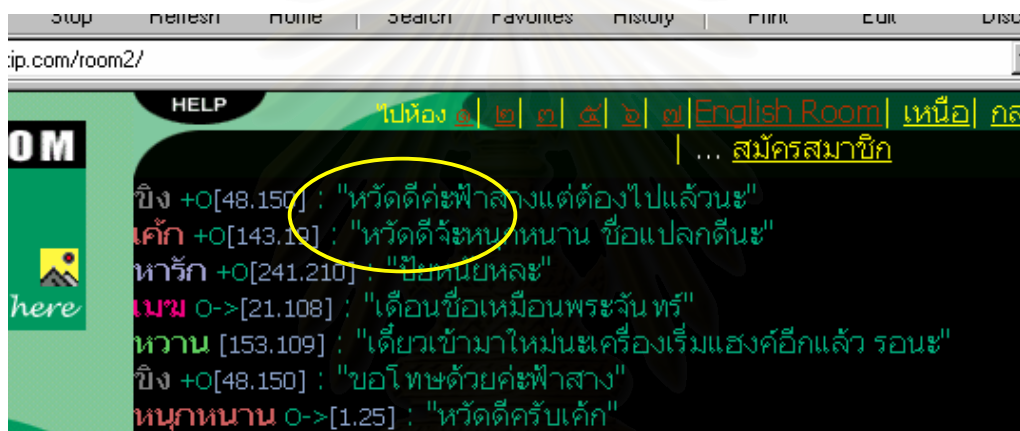 Stop Refresh Home Search Favorites History Print Edit
tip.com/room2/
HELP
ไปห้อง ๑| ๒| ๓| ๕| ๖| ๗|English Room| เหนือ|
OM
| ... สมัครสมาชิก
ขิง +O[48.150] : "หวัดดีค่ะฟ้าสางแต่ต้องไปแล้วนะ"
เค้ก +O[143.19] : "หวัดดีจ้ะหนุกหนาน ชื่อแปลกดีนะ"
หารัก +O[241.210] : "ป้ยหนัยหละ"
here
เมฆ O->[21.108] : "เดือนชื่อเหมือนพระจันทร์"
หวาน [153.109] : "เดี๋ยวเข้ามาใหม่นะเครื่องเริ่มแฮงค์อีกแล้ว รอนะ"
ขิง +O[48.150] : "ขอโทษด้วยค่ะฟ้าสาง"
หนุกหนาน O->[1.25] : "หวัดดีครับเค้ก"